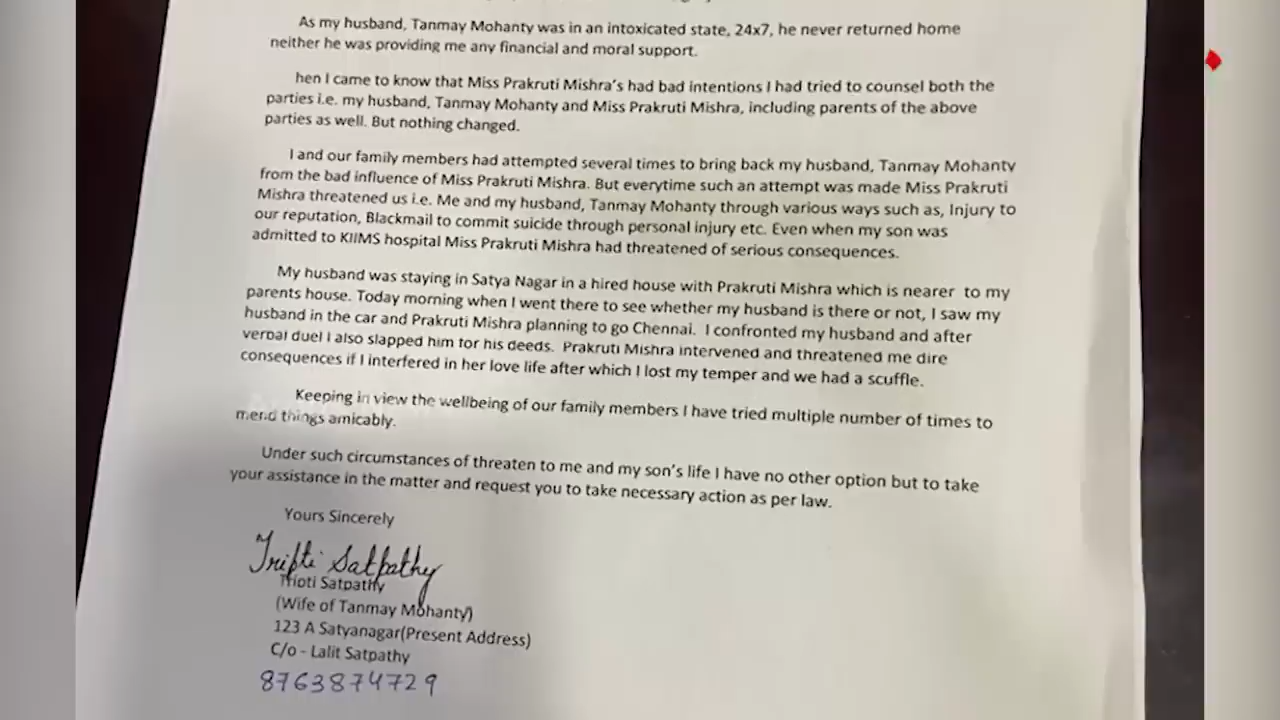 As my husband, Tanmay Mohanty was in an intoxicated state, 24x7, he never returned home
neither he was providing me any financial and moral support.
hen I came to know that Miss Prakruti Mishra's had bad intentions I had tried to counsel both the
parties i.e. my husband, Tanmay Mohanty and Miss Prakruti Mishra, including parents of the above
parties as well. But nothing changed.
I and our family members had attempted several times to bring back my husband, Tanmay Mohanty
from the bad influence of Miss Prakruti Mishra. But everytime such an attempt was made Miss Prakruti
Mishra threatened us i.e. Me and my husband, Tanmay Mohanty through various ways such as, Injury to
our reputation, Blackmail to commit suicide through personal injury etc. Even when my son was
admitted to KIIMS hospital Miss Prakruti Mishra had threatened of serious consequences.
My husband was staying in Satya Nagar in a hired house with Prakruti Mishra which is nearer to my
parents house. Today morning when I went there to see whether my husband is there or not, I saw my
husband in the car and Prakruti Mishra planning to go Chennai. I confronted my husband and after
verbal duel I also slapped him for his deeds. Prakruti Mishra intervened and threatened me dire
consequences if I interfered in her love life after which I lost my temper and we had a scuffle.
Keeping in view the wellbeing of our family members I have tried multiple number of times to
mend things amicably.
Under such circumstances of threaten to me and my son's life I have no other option but to take
your assistance in the matter and request you to take necessary action as per law.
Yours Sincerely
Tripti Satpathy
Satpathy
(Wife of Tanmay Mohanty)
123 A Satyanagar(Present Address)
C/o - Lalit Satpathy
8763874729